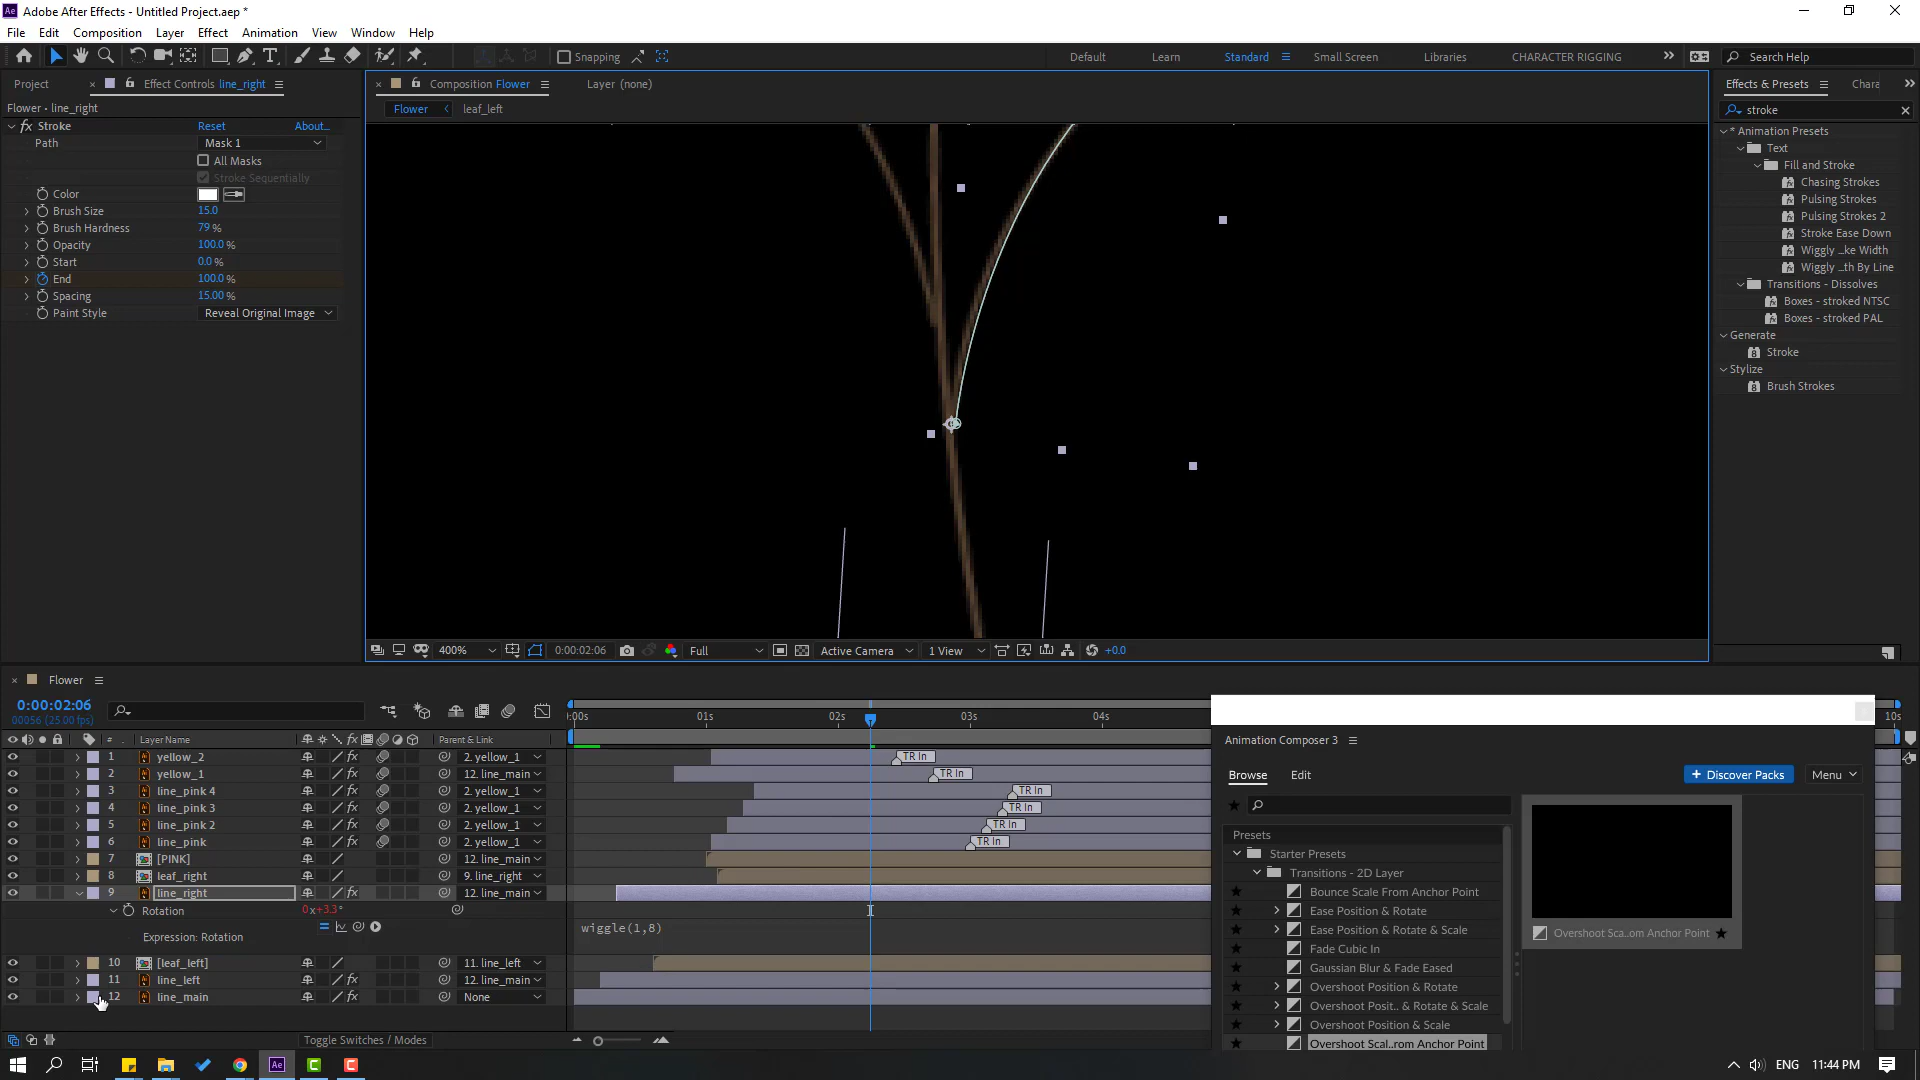 Adobe After Effects - Untitled Project.aep *
File Edit Composition Layer Effect Animation View Window Help
Snapping Default Learn Standard Small Screen Libraries CHARACTER RIGGING Search Help
Project Effect Controls line_right
Flower • line_right
fx Stroke Reset About...
Path Mask 1
All Masks
Stroke Sequentially
Color
Brush Size 15.0
Brush Hardness 79 %
Opacity 100.0 %
Start 0.0 %
End 100.0 %
Spacing 15.00 %
Paint Style Reveal Original Image
Composition Flower Layer (none)
Flower leaf_left
400% 0:00:02:06 Full Active Camera 1 View +0.0
Effects & Presets Chara
stroke
* Animation Presets
Text
Fill and Stroke
Chasing Strokes
Pulsing Strokes
Pulsing Strokes 2
Stroke Ease Down
Wiggly ...ke Width
Wiggly ...th By Line
Transitions - Dissolves
Boxes - stroked NTSC
Boxes - stroked PAL
Generate
Stroke
Stylize
Brush Strokes
Flower
0:00:02:06
00056 (25.00 fps)
:00s 01s 02s 03s 04s 10s
# Layer Name fx Parent & Link
1 yellow_2 fx 2. yellow_1 TR In
2 yellow_1 fx 12. line_main TR In
3 line_pink 4 fx 2. yellow_1 TR In
4 line_pink 3 fx 2. yellow_1 TR In
5 line_pink 2 fx 2. yellow_1 TR In
6 line_pink fx 2. yellow_1 TR In
7 [PINK] 12. line_main
8 leaf_right 9. line_right
9 line_right fx 12. line_main
Rotation 0x+3.3°
wiggle(1,8)
Expression: Rotation
10 [leaf_left] 11. line_left
11 line_left fx 12. line_main
12 line_main fx None
Toggle Switches / Modes
Animation Composer 3
Browse Edit + Discover Packs Menu
Presets
Starter Presets
Transitions - 2D Layer
Bounce Scale From Anchor Point
Ease Position & Rotate
Ease Position & Rotate & Scale
Fade Cubic In
Gaussian Blur & Fade Eased
Overshoot Position & Rotate
Overshoot Posit.. & Rotate & Scale
Overshoot Position & Scale
Overshoot Scal..rom Anchor Point
Overshoot Sca..om Anchor Point
ENG 11:44 PM